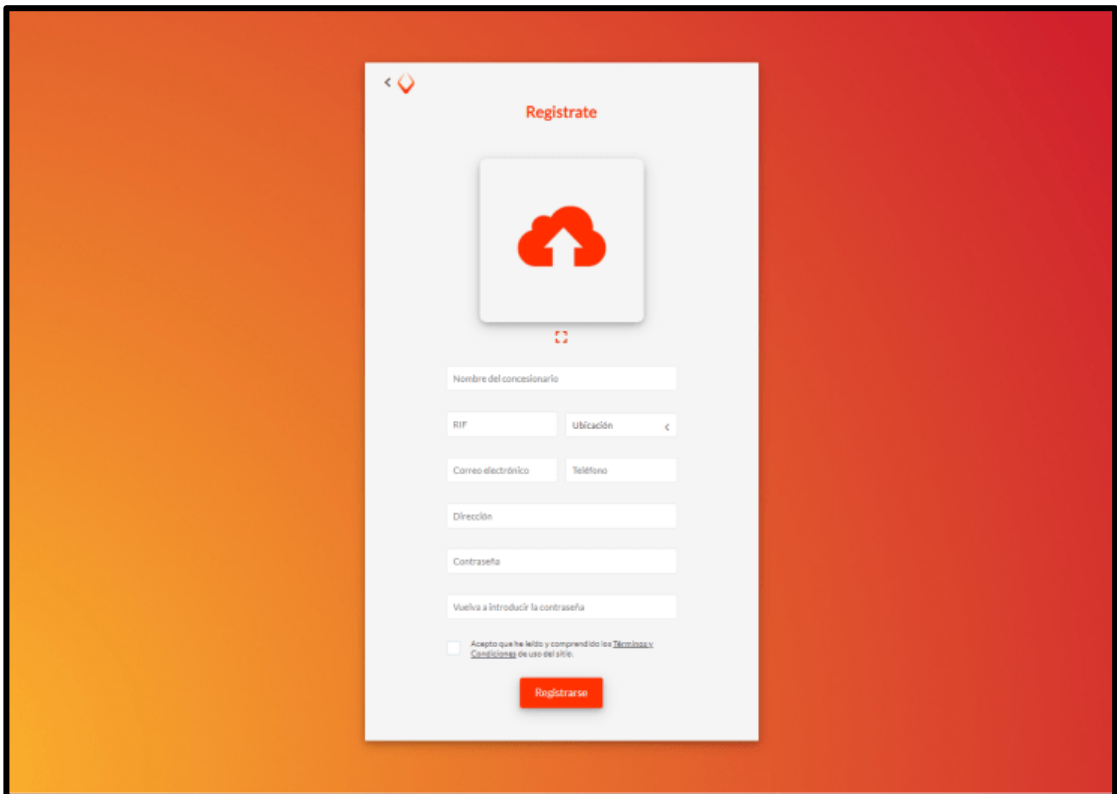 Registrate
Nombre del concesionario
RIF
Ubicación
Correo electrónico
Teléfono
Dirección
Contraseña
Vuelva a introducir la contraseña
Acepto que he leído y comprendido los Términos y
Condiciones de uso del sitio.
Registrarse